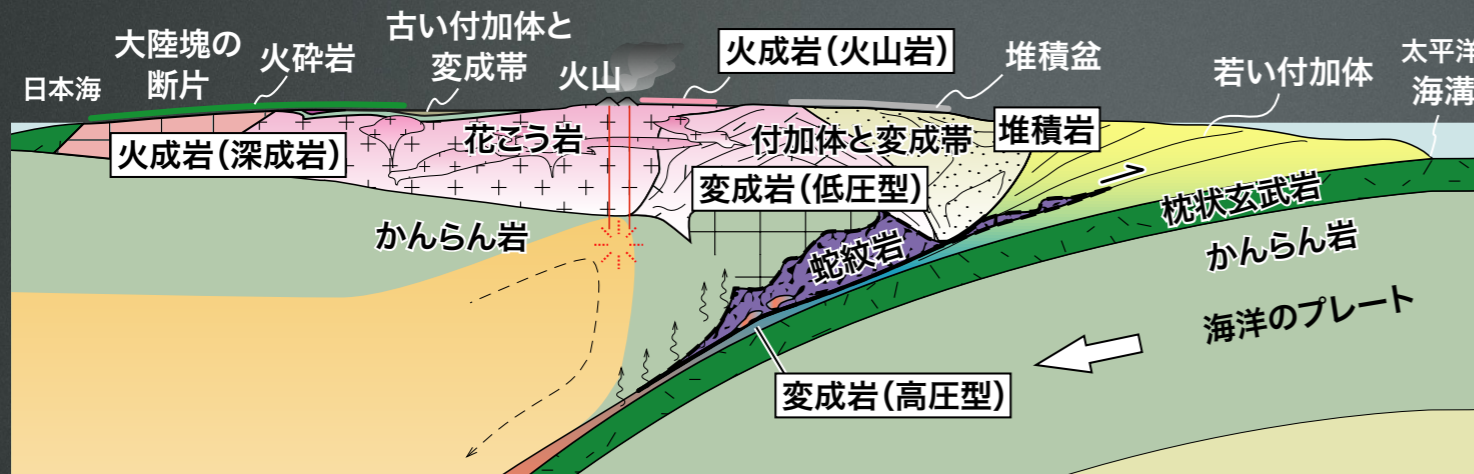 日本海
大陸塊の
断片
火砕岩
古い付加体と
変成帯
火山
火成岩（火山岩）
堆積盆
若い付加体
太平洋
海溝
火成岩（深成岩）
花こう岩
付加体と変成帯
堆積岩
変成岩（低圧型）
かんらん岩
蛇紋岩
枕状玄武岩
かんらん岩
海洋のプレート
変成岩（高圧型）